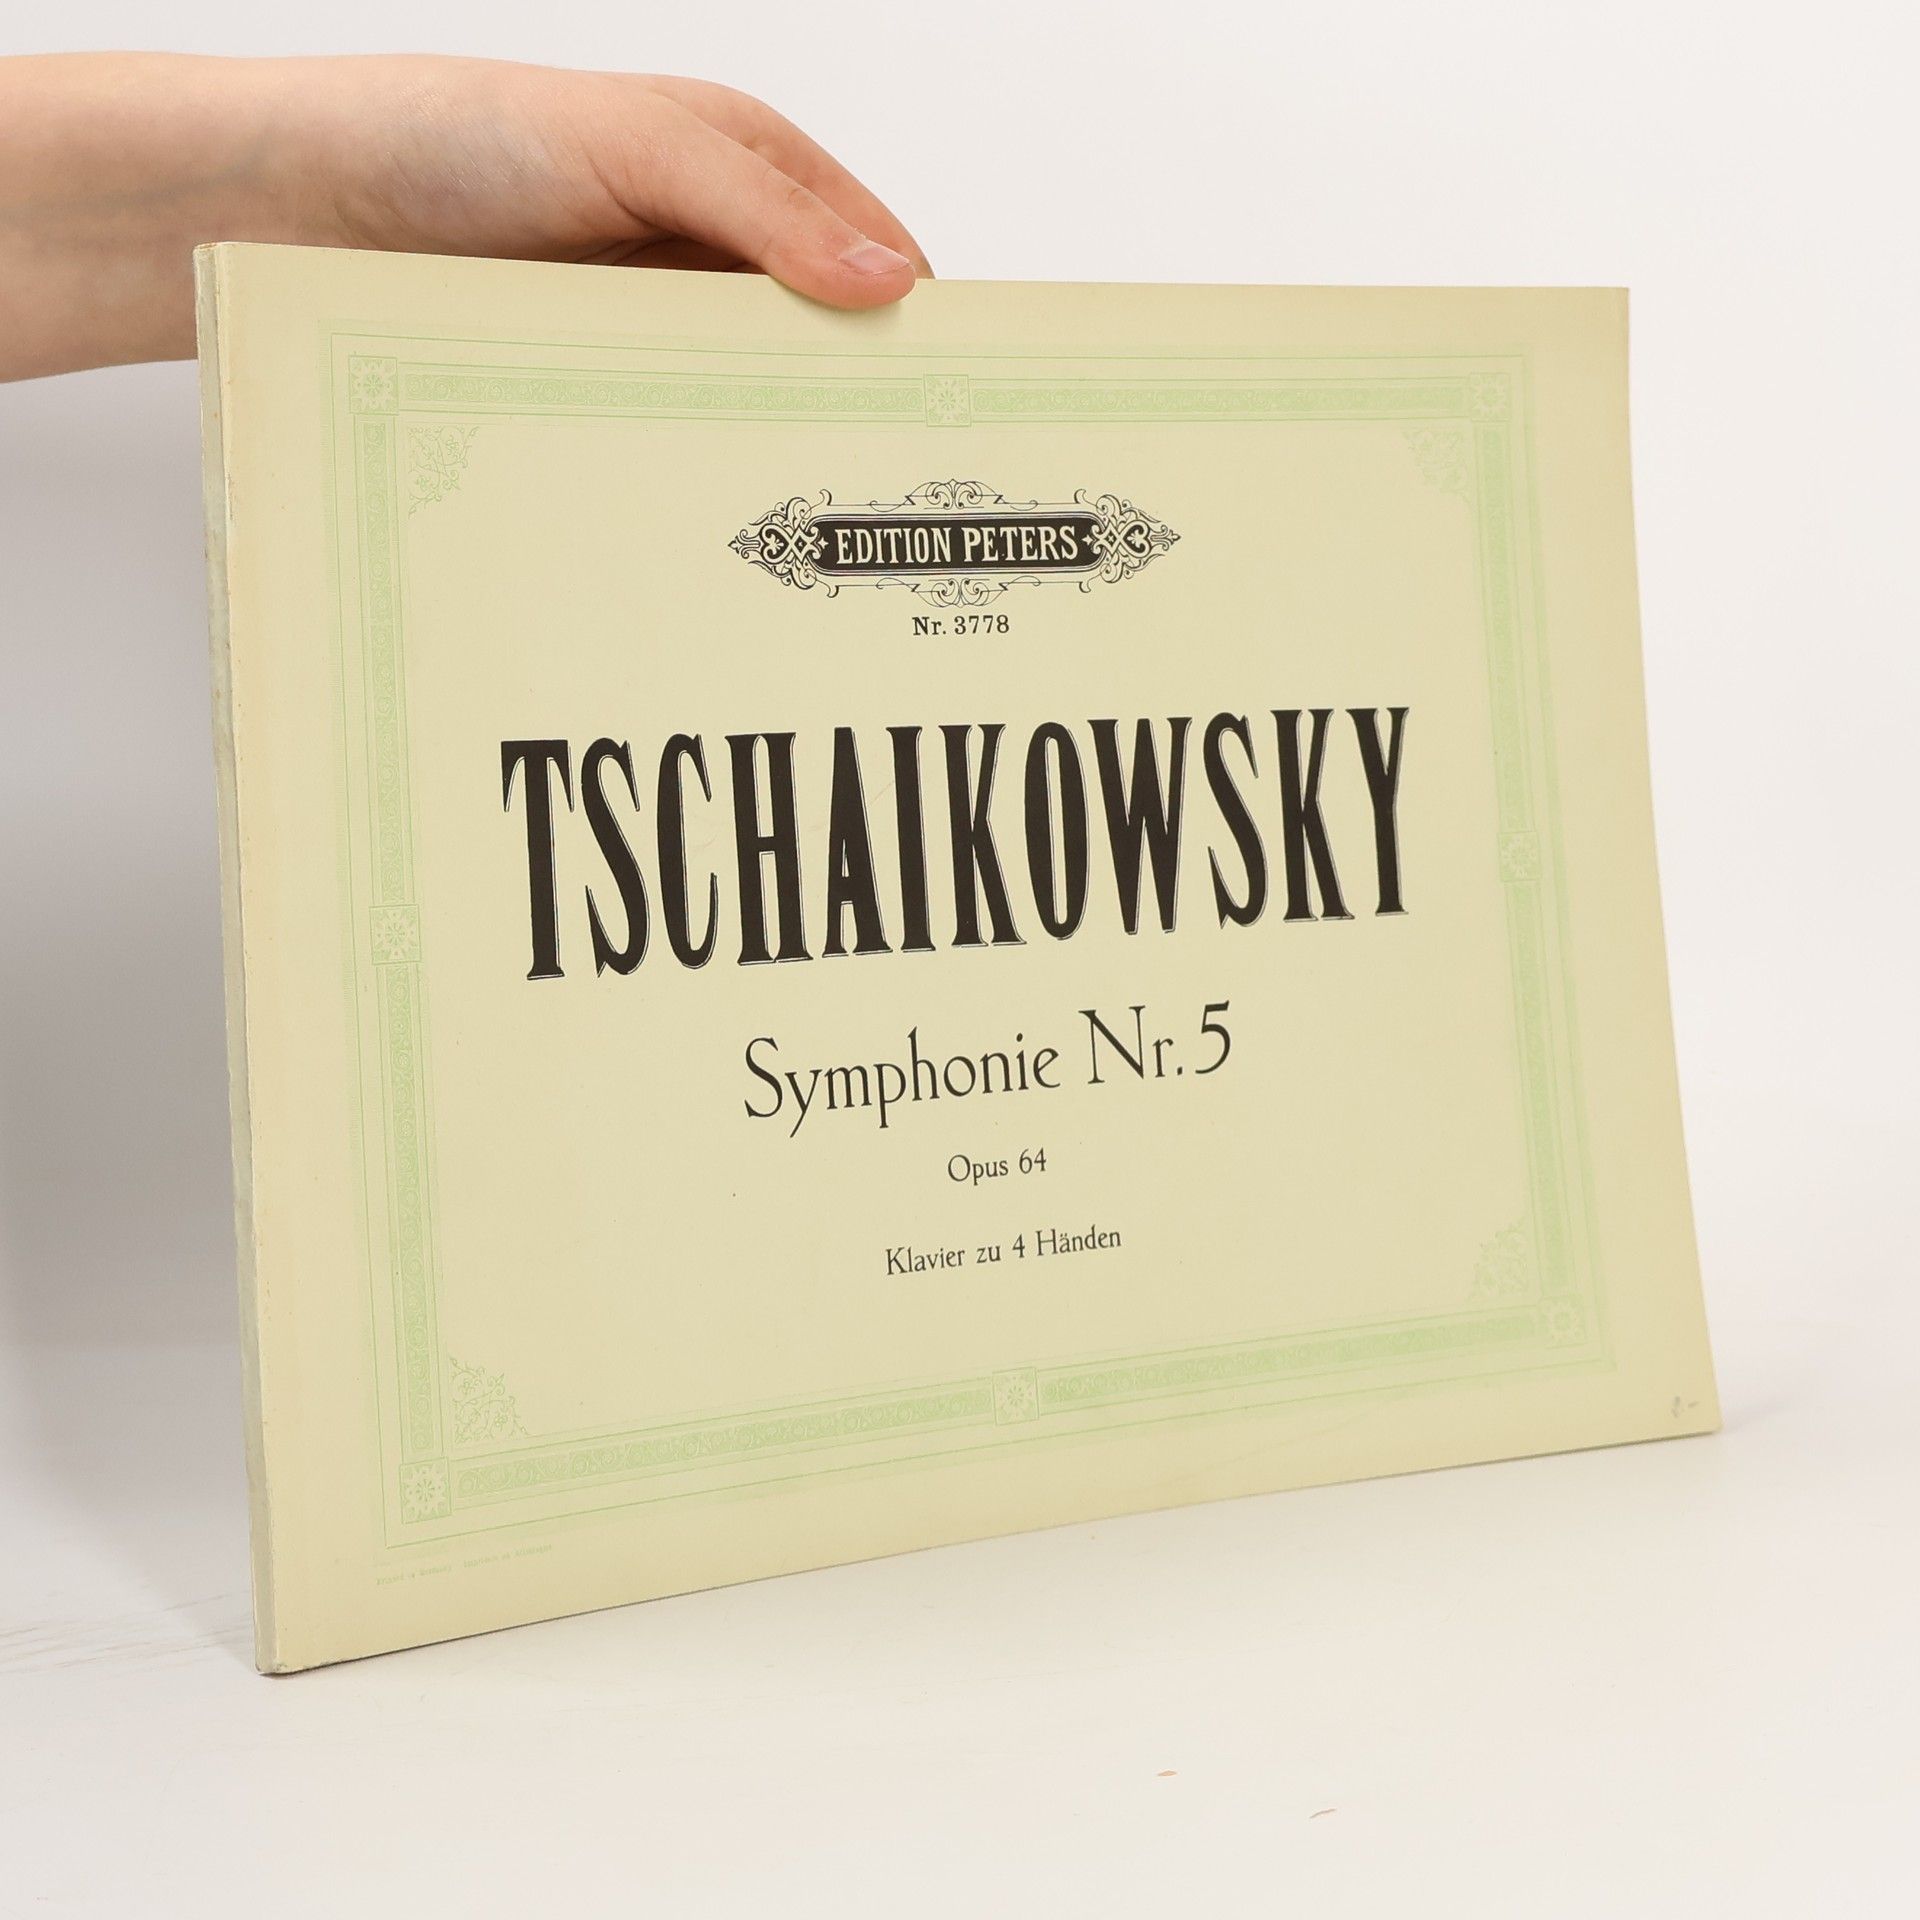 EDITION PETERS
Nr. 3778
TSCHAIKOWSKY
Symphonie Nr. 5
Opus 64
Klavier zu 4 Händen